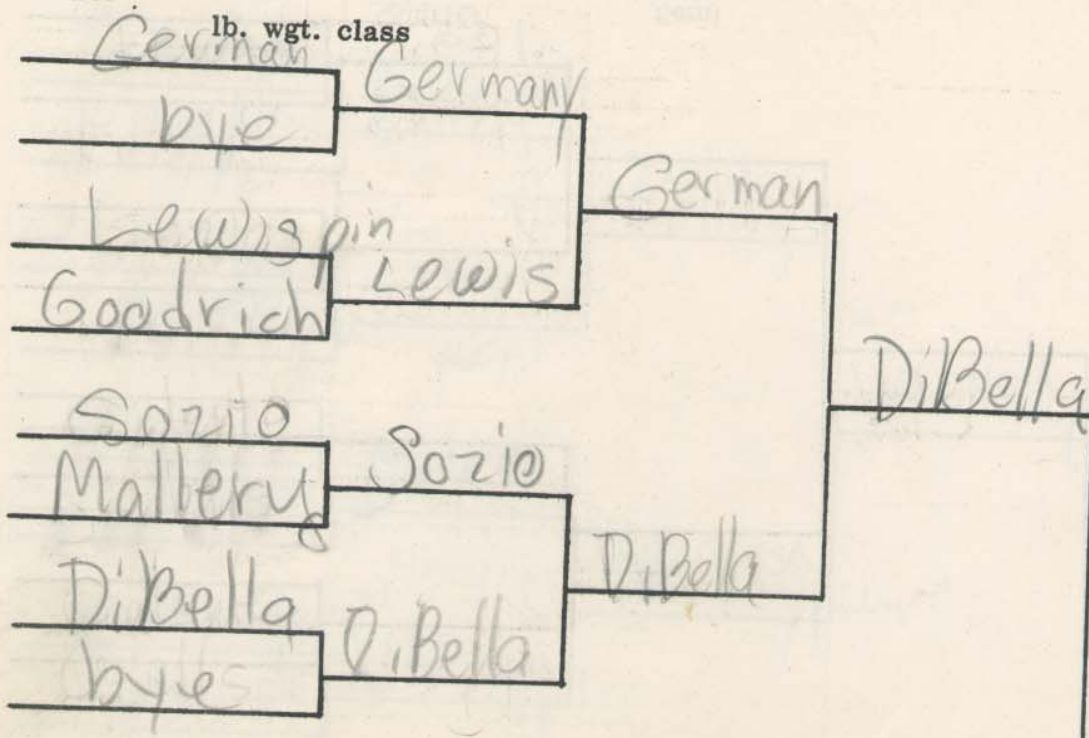 lb. wgt. class
German
bye
Germany
Lewis pin
Goodrich
Lewis
German
Sozio
Mallery
Sozio
DiBella
byes
DiBella
DiBella
DiBella